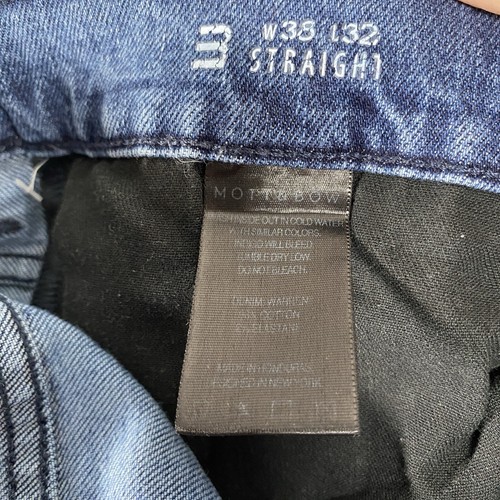 W38 L32
STRAIGHT
MOTT&BOW
INSIDE OUT IN COLD WATER
WITH SIMILAR COLORS.
INDIGO WILL BLEED.
TUMBLE DRY LOW.
DO NOT BLEACH.
DENIM: WARREN
COTTON
ELASTANE
MADE IN HONDURAS
DESIGNED IN NEW YORK.